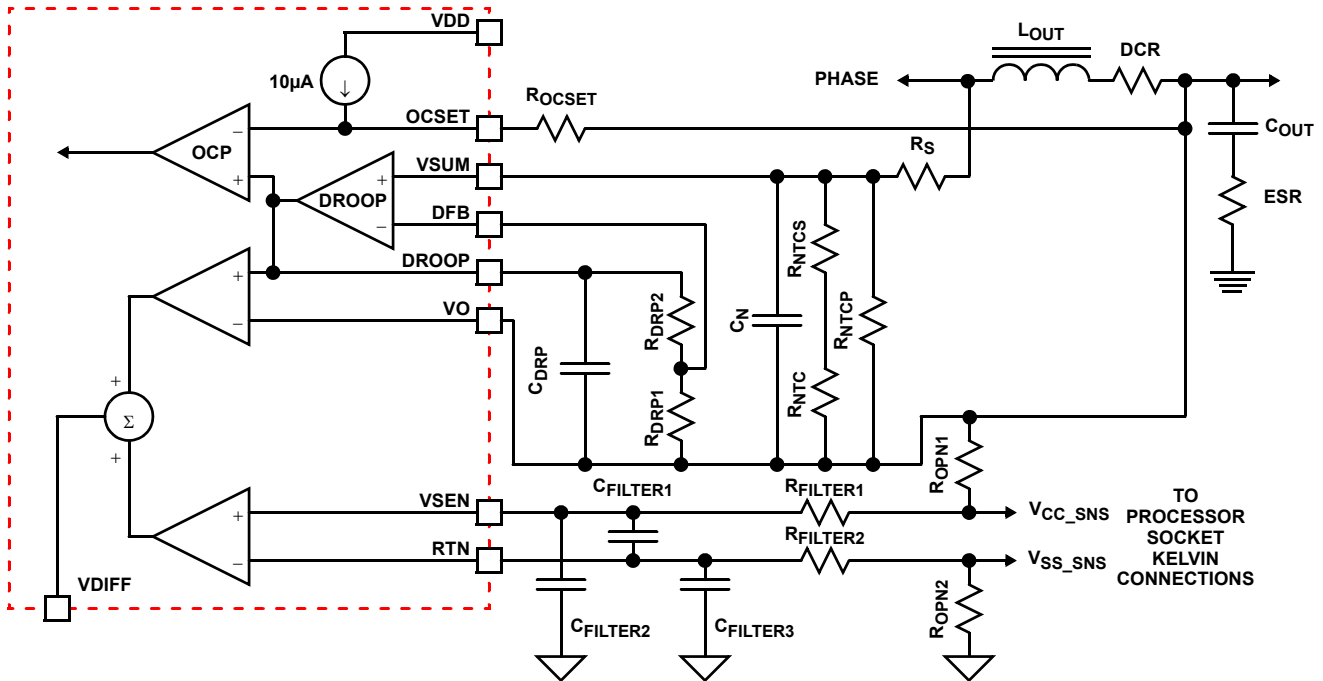 VDD
10µA
OCSET
OCP
−
+
DROOP
+
−
VSUM
DFB
DROOP
VO
+
−
+
Σ
+
VSEN
RTN
+
−
VDIFF
ROCSET
PHASE
LOUT
DCR
COUT
ESR
RS
RNTCS
RNTCP
RNTC
CN
RDRP2
RDRP1
CDRP
ROPN1
CFILTER1
RFILTER1
RFILTER2
VCC_SNS
VSS_SNS
TO
PROCESSOR
SOCKET
KELVIN
CONNECTIONS
CFILTER2
CFILTER3
ROPN2